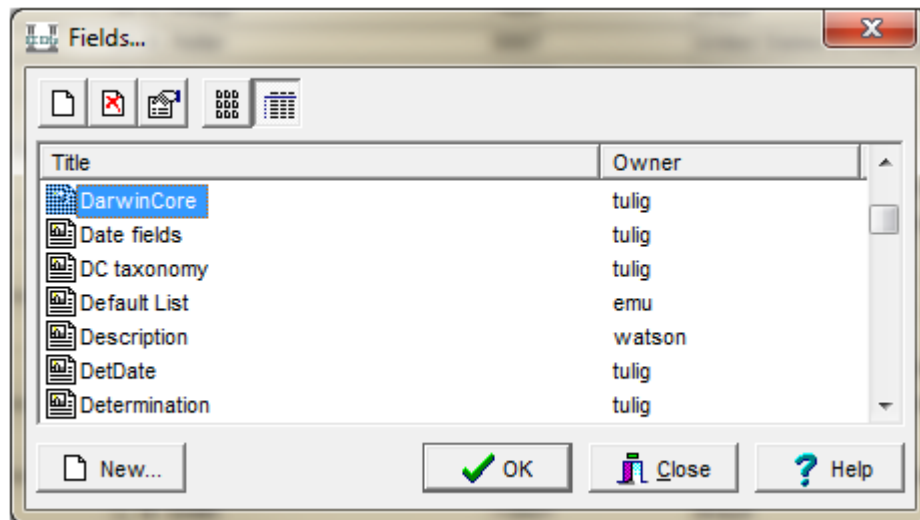 Fields...
Title Owner
DarwinCore tulig
Date fields tulig
DC taxonomy tulig
Default List emu
Description watson
DetDate tulig
Determination tulig
New... OK Close Help